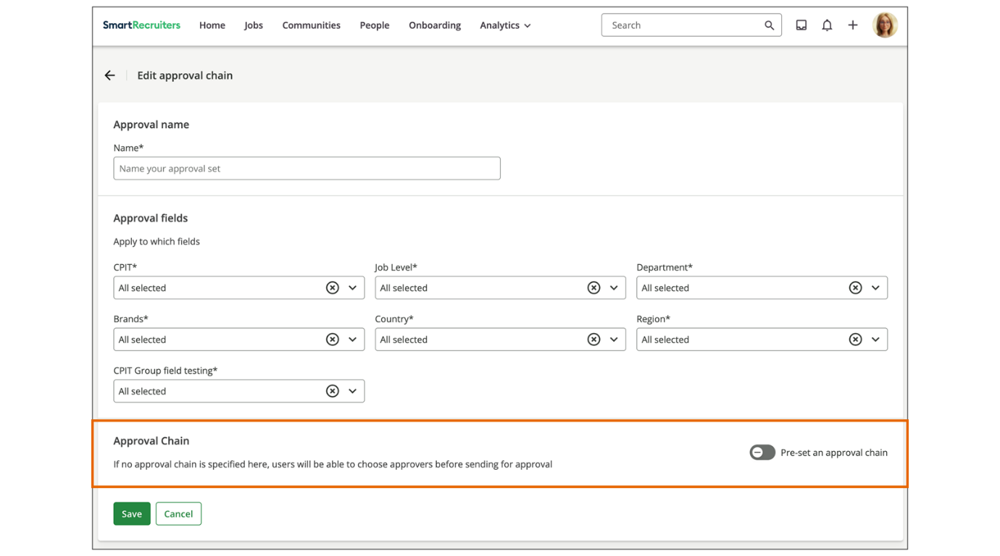 SmartRecruiters Home Jobs Communities People Onboarding Analytics Search
Edit approval chain
Approval name
Name*
Name your approval set
Approval fields
Apply to which fields
CPIT* Job Level* Department*
All selected All selected All selected
Brands* Country* Region*
All selected All selected All selected
CPIT Group field testing*
All selected
Approval Chain
Pre-set an approval chain
If no approval chain is specified here, users will be able to choose approvers before sending for approval
Save Cancel